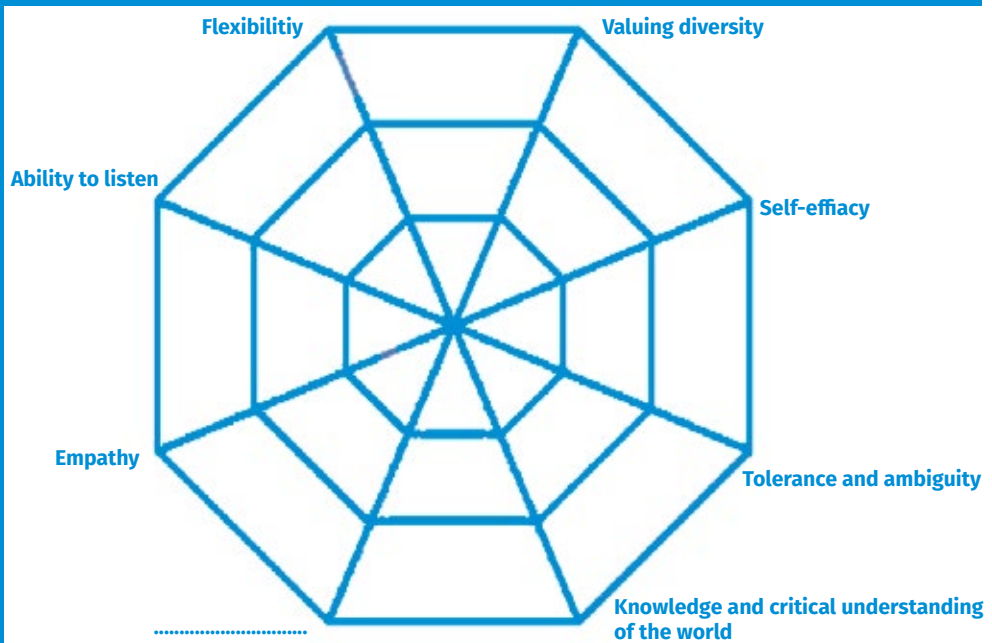 Flexibilitiy
Valuing diversity
Ability to listen
Self-effiacy
Empathy
Tolerance and ambiguity
Knowledge and critical understanding
of the world
..............................